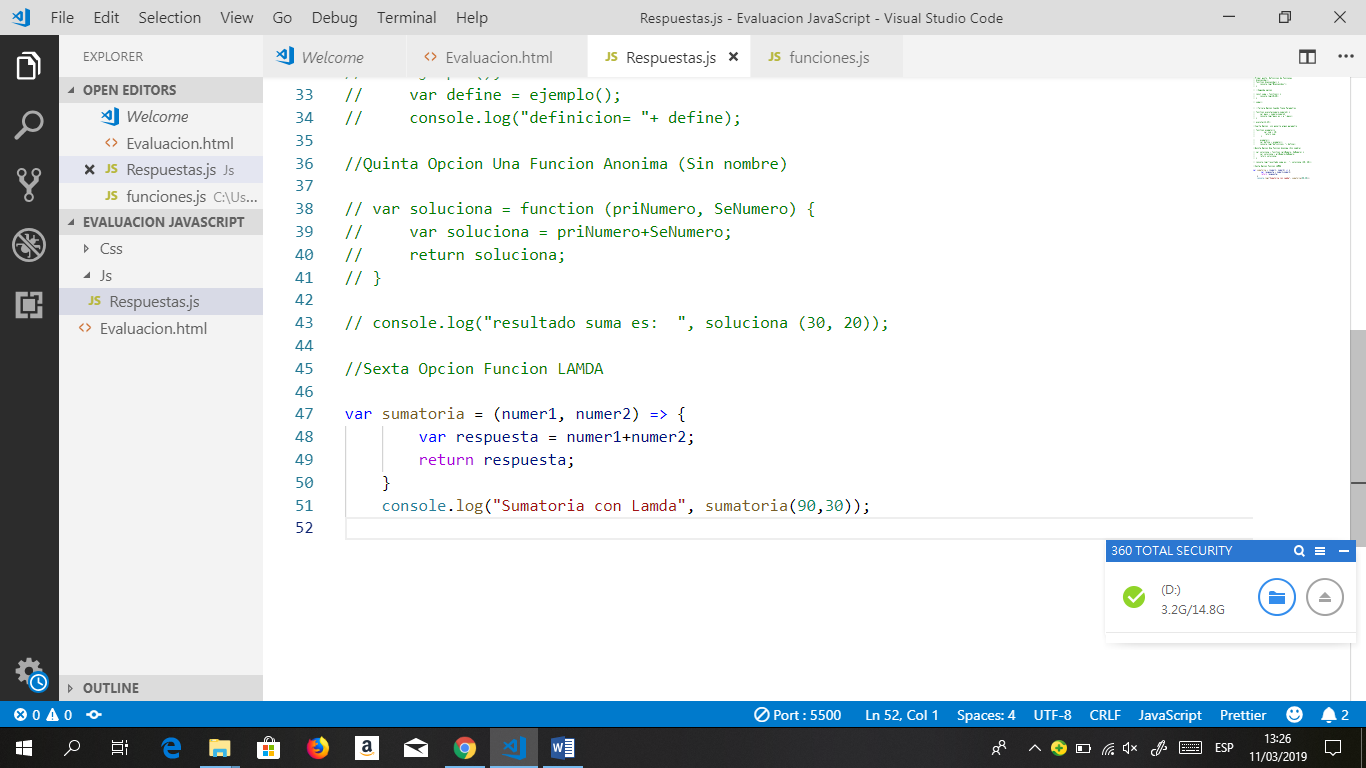 File Edit Selection View Go Debug Terminal Help
Respuestas.js - Evaluacion JavaScript - Visual Studio Code
EXPLORER
OPEN EDITORS
Welcome
Evaluacion.html
Respuestas.js Js
funciones.js C:\Us...
EVALUACION JAVASCRIPT
Css
Js
JS Respuestas.js
Evaluacion.html
OUTLINE
Welcome
Evaluacion.html
JS Respuestas.js
JS funciones.js
33 // var define = ejemplo();
34 // console.log("definicion= "+ define);
35
36 //Quinta Opcion Una Funcion Anonima (Sin nombre)
37
38 // var soluciona = function (priNumero, SeNumero) {
39 // var soluciona = priNumero+SeNumero;
40 // return soluciona;
41 // }
42
43 // console.log("resultado suma es:  ", soluciona (30, 20));
44
45 //Sexta Opcion Funcion LAMDA
46
47 var sumatoria = (numer1, numer2) => {
48 var respuesta = numer1+numer2;
49 return respuesta;
50 }
51 console.log("Sumatoria con Lamda", sumatoria(90,30));
52
360 TOTAL SECURITY
(D:)
3.2G/14.8G
0 0
Port : 5500
Ln 52, Col 1
Spaces: 4
UTF-8
CRLF
JavaScript
Prettier
2
ESP
13:26
11/03/2019